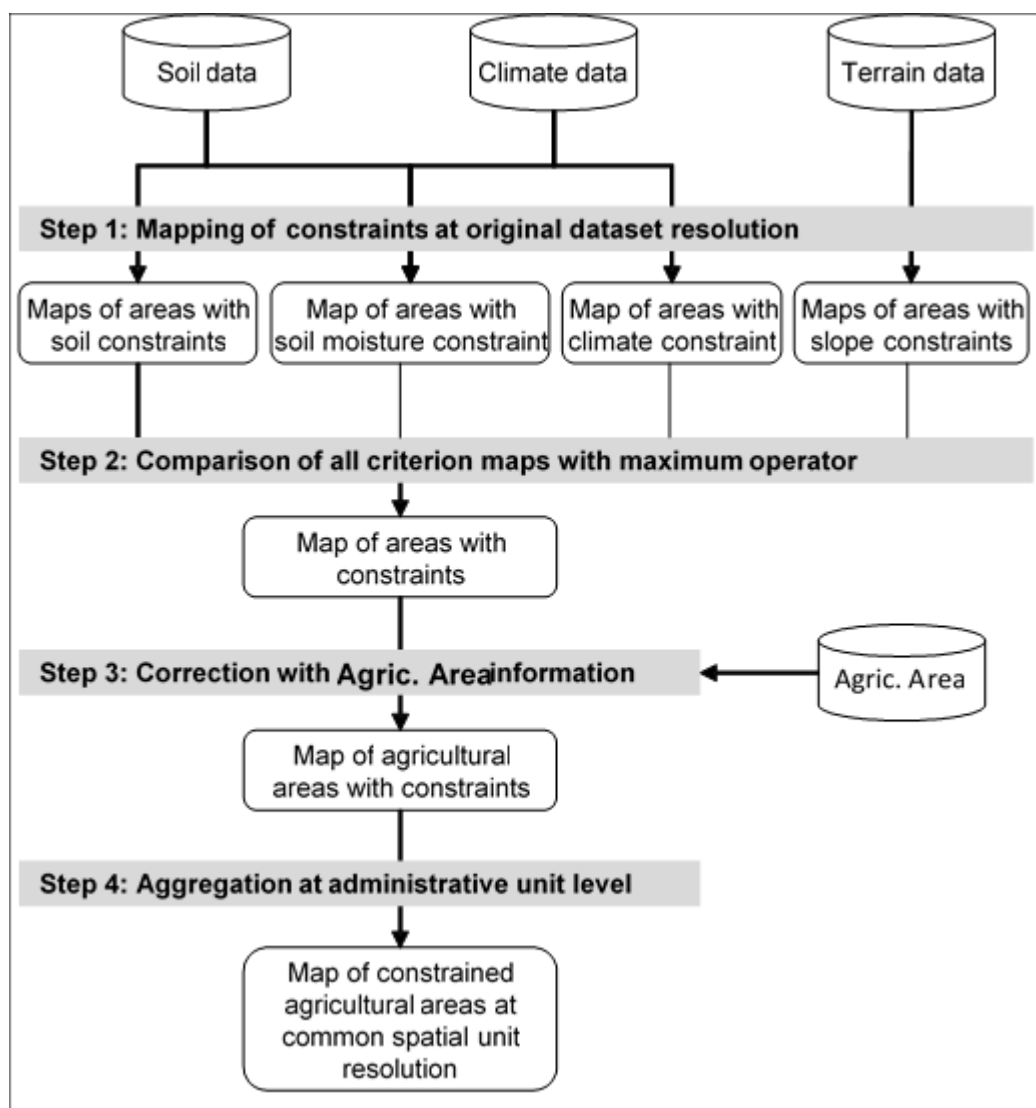 Soil data
Climate data
Terrain data
Step 1: Mapping of constraints at original dataset resolution
Maps of areas with
soil constraints
Map of areas with
soil moisture constraint
Map of areas with
climate constraint
Maps of areas with
slope constraints
Step 2: Comparison of all criterion maps with maximum operator
Map of areas with
constraints
Step 3: Correction with Agric. Area information
Agric. Area
Map of agricultural
areas with constraints
Step 4: Aggregation at administrative unit level
Map of constrained
agricultural areas at
common spatial unit
resolution